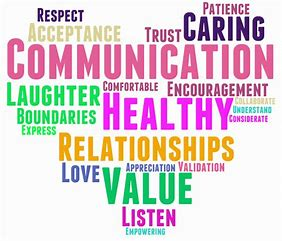 Respect Patience
Acceptance Trust Caring
Communication
Laughter Comfortable Encouragement
Boundaries Healthy Collaborate
Express Understand
Considerate
Relationships
Love Appreciation Validation
Value
Listen
Empowering